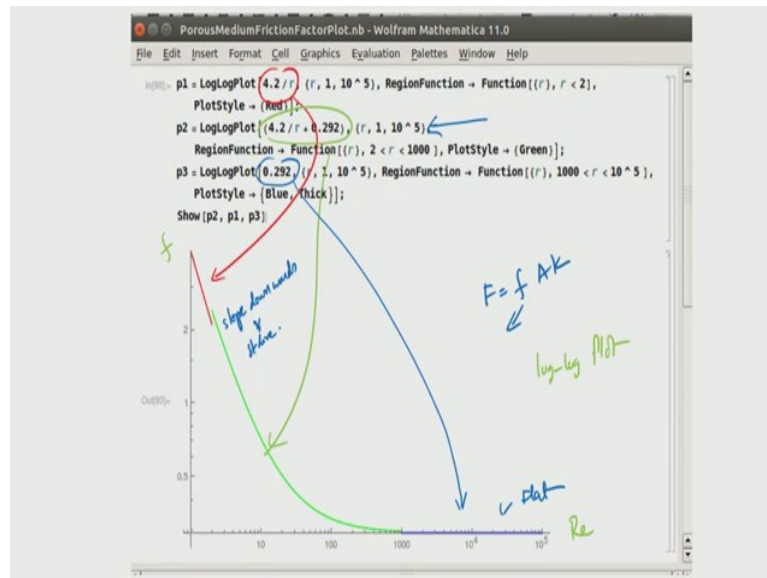 PorousMediumFrictionFactorPlot.nb - Wolfram Mathematica 11.0
File Edit Insert Format Cell Graphics Evaluation Palettes Window Help
In[90]:= p1 = LogLogPlot[4.2/r, {r, 1, 10^5}, RegionFunction → Function[{r}, r < 2],
PlotStyle → {Red}];
p2 = LogLogPlot[(4.2/r + 0.292), {r, 1, 10^5},
RegionFunction → Function[{r}, 2 < r < 1000], PlotStyle → {Green}];
p3 = LogLogPlot[0.292, {r, 1, 10^5}, RegionFunction → Function[{r}, 1000 < r < 10^5],
PlotStyle → {Blue, Thick}];
Show[p2, p1, p3]
f
slope downwards
st. line.
F = f A K
log-log Plot
2
1
0.5
Out[93]=
Flat
10 100 1000 10^4 10^5
Re